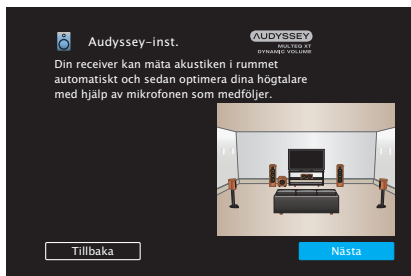 Audyssey-inst.
AUDYSSEY
MULTEQ XT
DYNAMIC VOLUME
Din receiver kan mäta akustiken i rummet
automatiskt och sedan optimera dina högtalare
med hjälp av mikrofonen som medföljer.
Tillbaka
Nästa